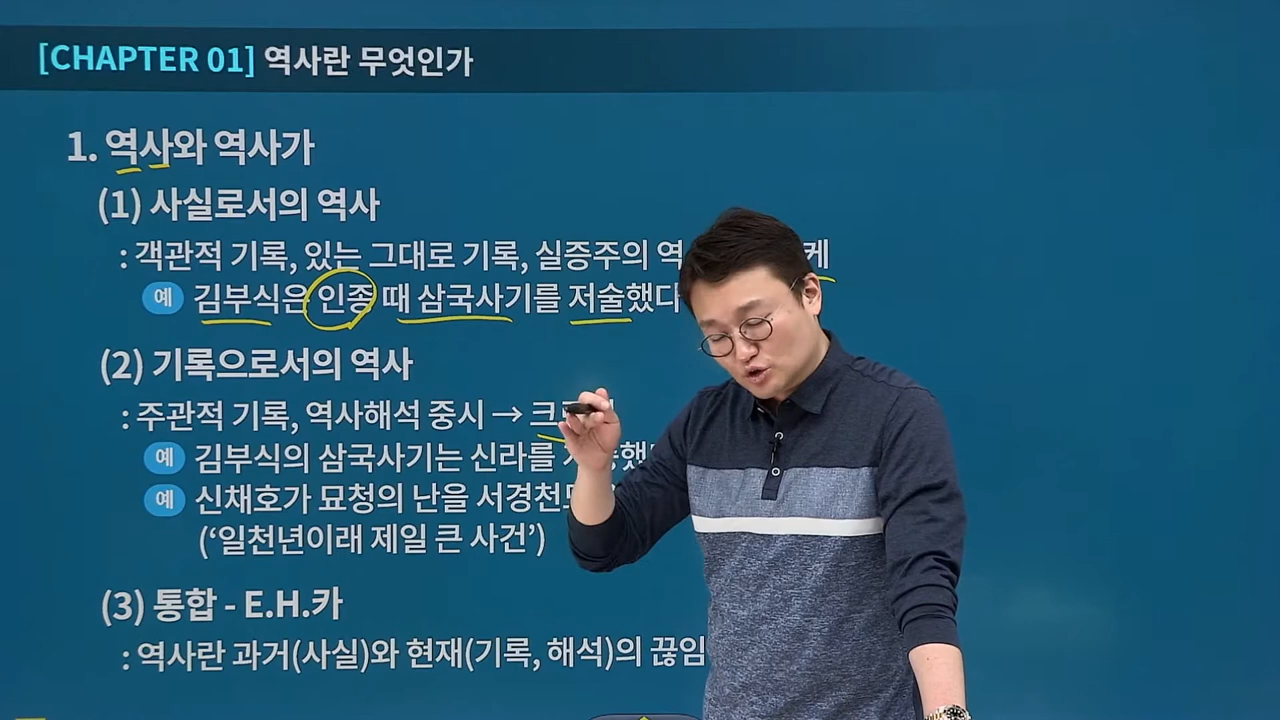 [CHAPTER 01] 역사란 무엇인가
1. 역사와 역사가
(1) 사실로서의 역사
: 객관적 기록, 있는 그대로 기록, 실증주의 케
예 김부식은 인종 때 삼국사기를 저술했다
(2) 기록으로서의 역사
: 주관적 기록, 역사해석 중시 →
예 김부식의 삼국사기는 신라를
예 신채호가 묘청의 난을
(‘일천년이래 제일 큰 사건’)
(3) 통합 - E.H.카
: 역사란 과거(사실)와 현재(기록, 해석)의 끊임